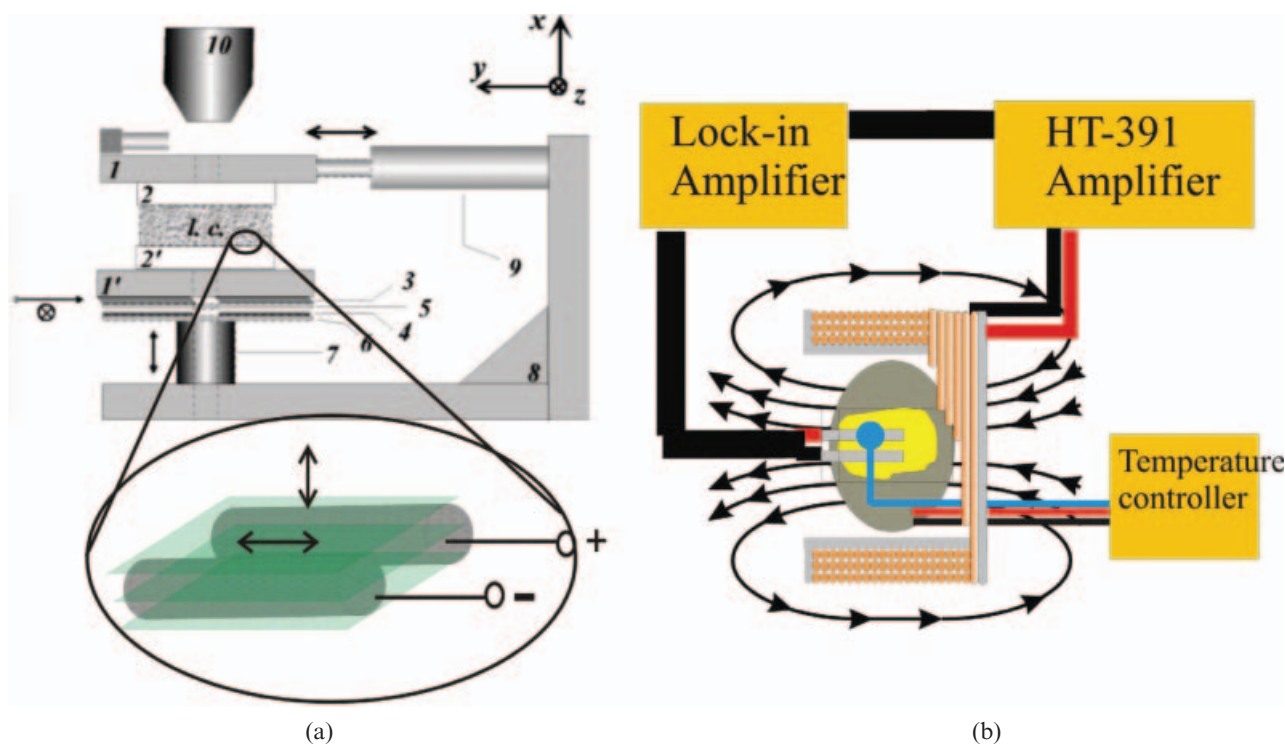 10
x
y
z
1
2
l. c.
2'
1'
3
5
4
6
7
8
9
+
-
(a)
Lock-in
Amplifier
HT-391
Amplifier
Temperature
controller
(b)